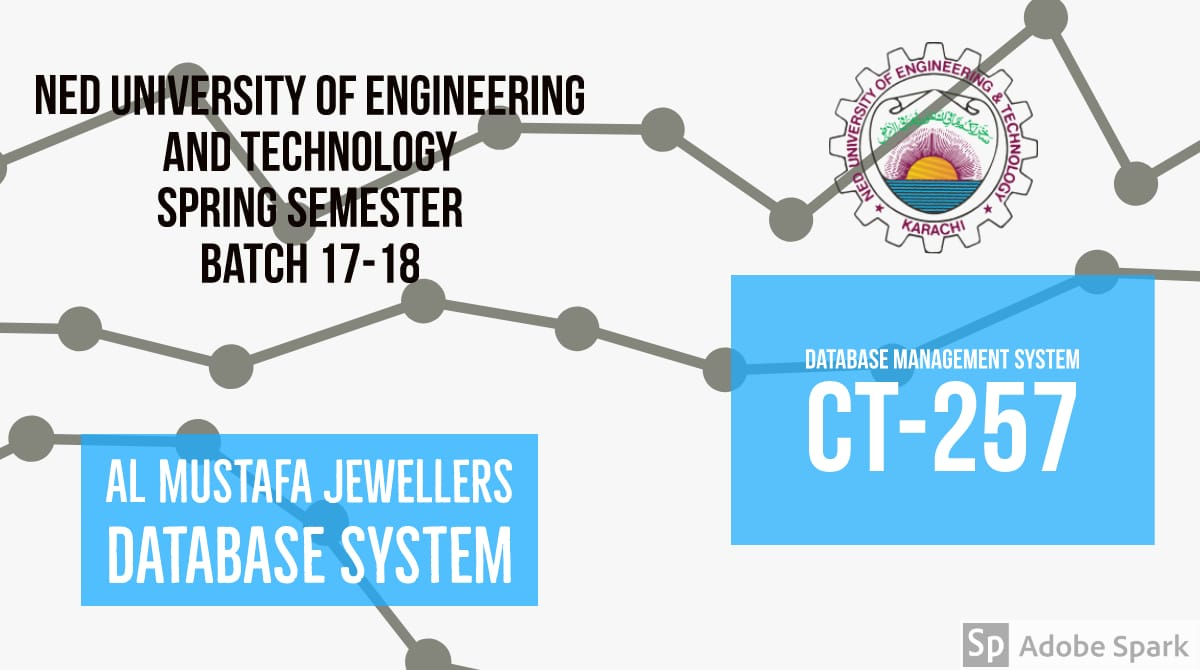 NED UNIVERSITY OF ENGINEERING
AND TECHNOLOGY
SPRING SEMESTER
BATCH 17-18
NED UNIVERSITY OF ENGINEERING & TECHNOLOGY
KARACHI
DATABASE MANAGEMENT SYSTEM
CT-257
AL MUSTAFA JEWELLERS
DATABASE SYSTEM
Sp Adobe Spark